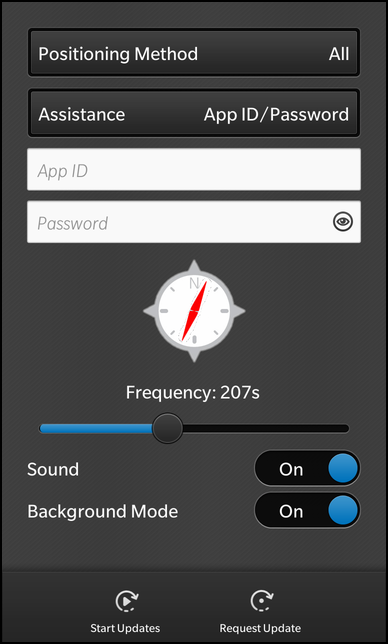 Positioning Method All
Assistance App ID/Password
App ID
Password
N
Frequency: 207s
Sound On
Background Mode On
Start Updates Request Update